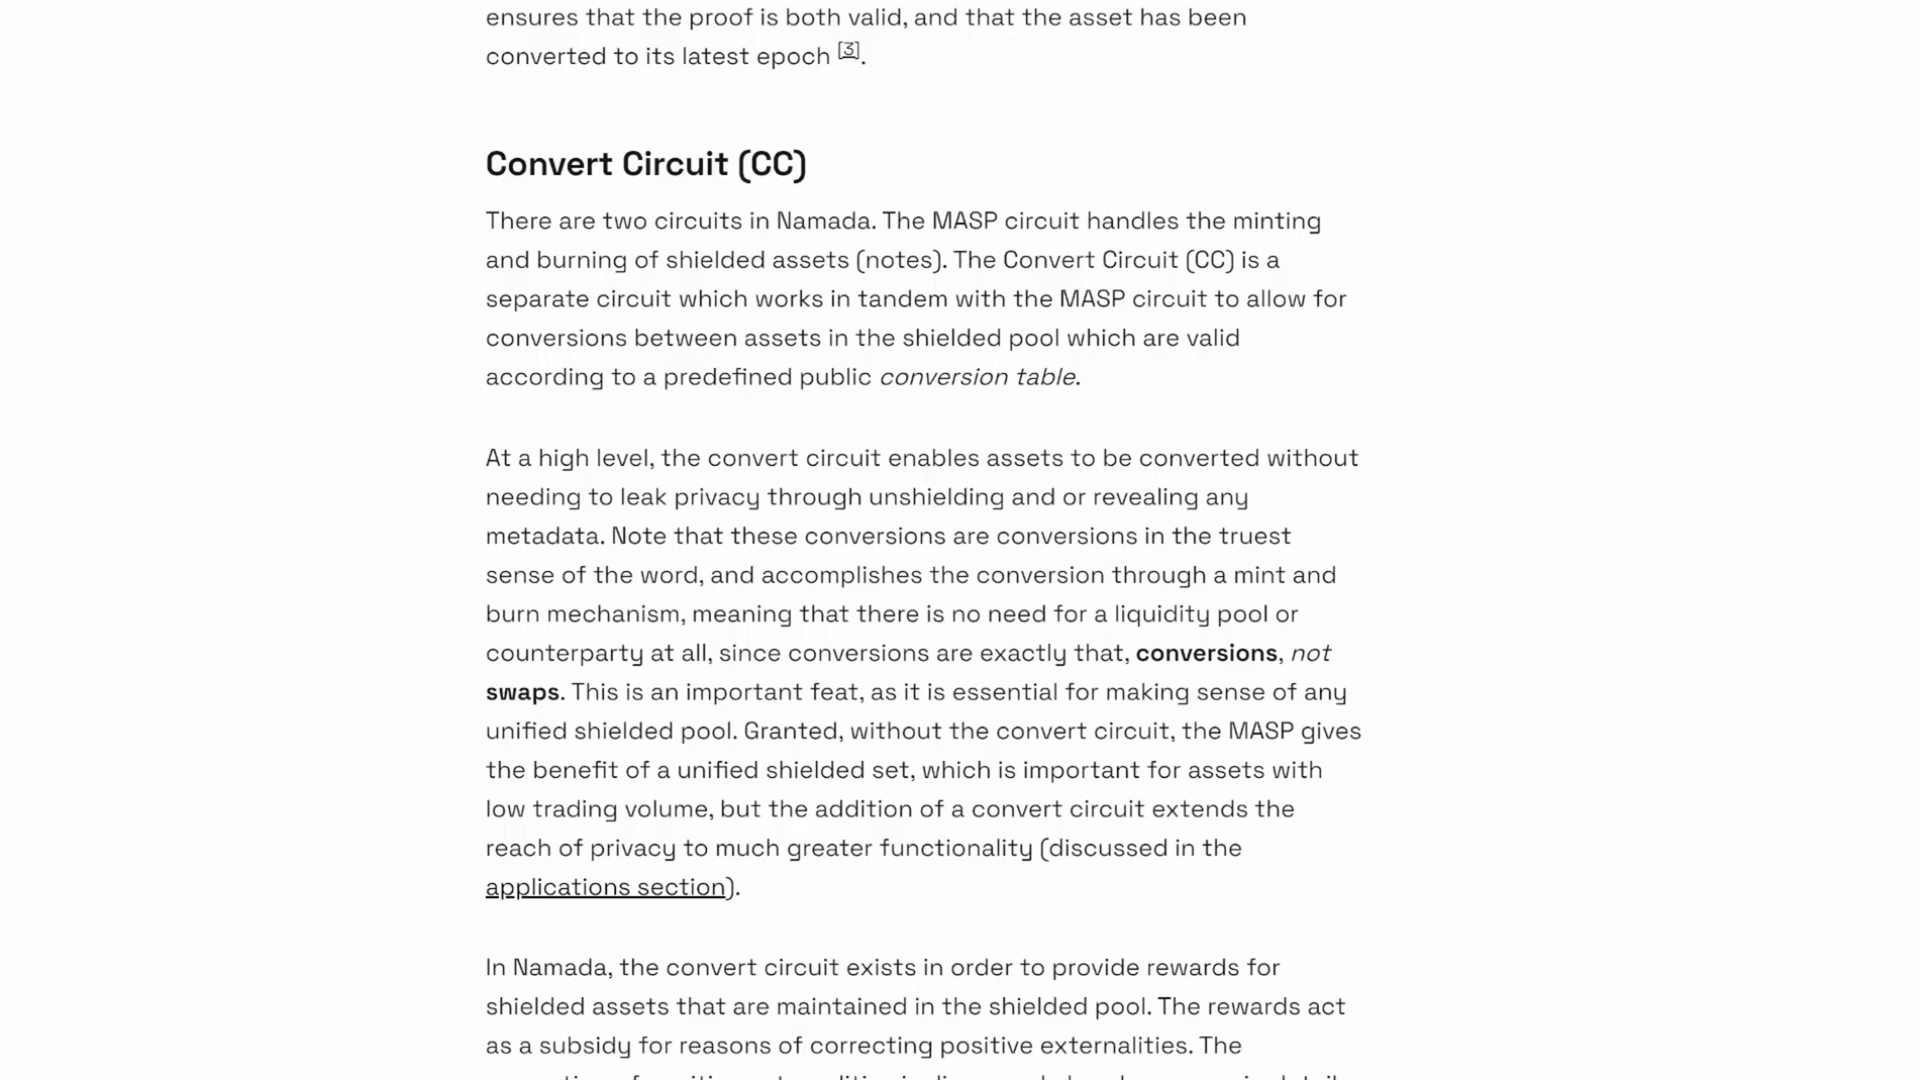 ensures that the proof is both valid, and that the asset has been
converted to its latest epoch [3].
Convert Circuit (CC)
There are two circuits in Namada. The MASP circuit handles the minting
and burning of shielded assets (notes). The Convert Circuit (CC) is a
separate circuit which works in tandem with the MASP circuit to allow for
conversions between assets in the shielded pool which are valid
according to a predefined public conversion table.
At a high level, the convert circuit enables assets to be converted without
needing to leak privacy through unshielding and or revealing any
metadata. Note that these conversions are conversions in the truest
sense of the word, and accomplishes the conversion through a mint and
burn mechanism, meaning that there is no need for a liquidity pool or
counterparty at all, since conversions are exactly that, conversions, not
swaps. This is an important feat, as it is essential for making sense of any
unified shielded pool. Granted, without the convert circuit, the MASP gives
the benefit of a unified shielded set, which is important for assets with
low trading volume, but the addition of a convert circuit extends the
reach of privacy to much greater functionality (discussed in the
applications section).
In Namada, the convert circuit exists in order to provide rewards for
shielded assets that are maintained in the shielded pool. The rewards act
as a subsidy for reasons of correcting positive externalities. The